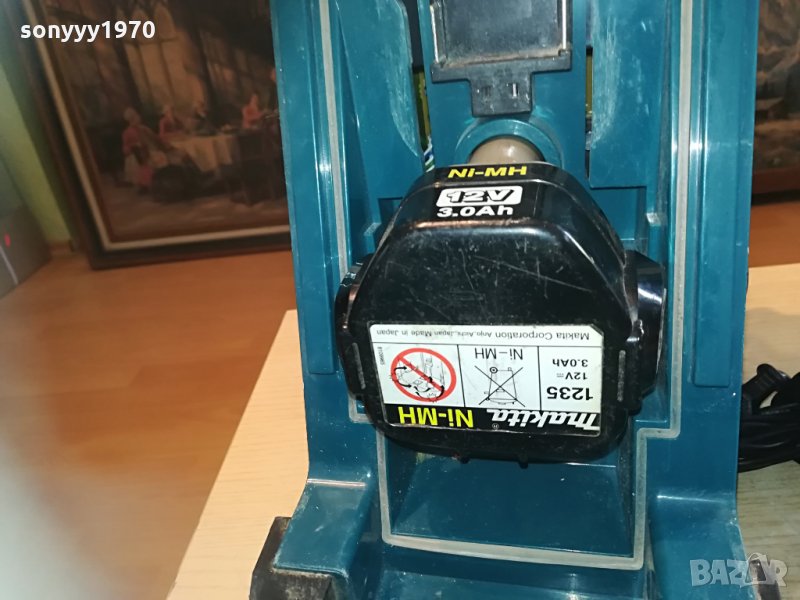 sonyyy1970
Ni-MH
12V
3.0Ah
makita® Ni-MH
1235
12V⎓
3.0Ah
Ni-MH
Makita Corporation Anjo, Aichi, Japan Made in Japan
BAZAR